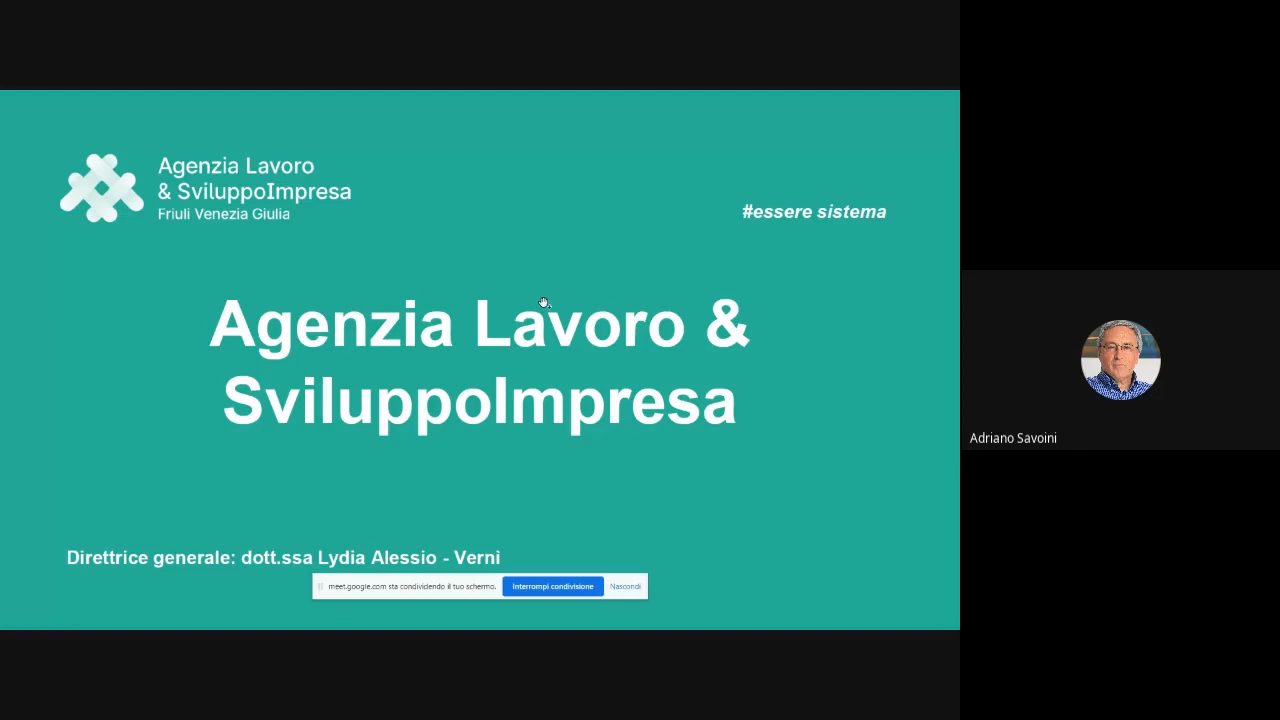 Agenzia Lavoro
& SviluppoImpresa
Friuli Venezia Giulia
#essere sistema
Agenzia Lavoro &
SviluppoImpresa
Direttrice generale: dott.ssa Lydia Alessio - Vernì
meet.google.com sta condividendo il tuo schermo.
Interrompi condivisione
Nascondi
Adriano Savoini